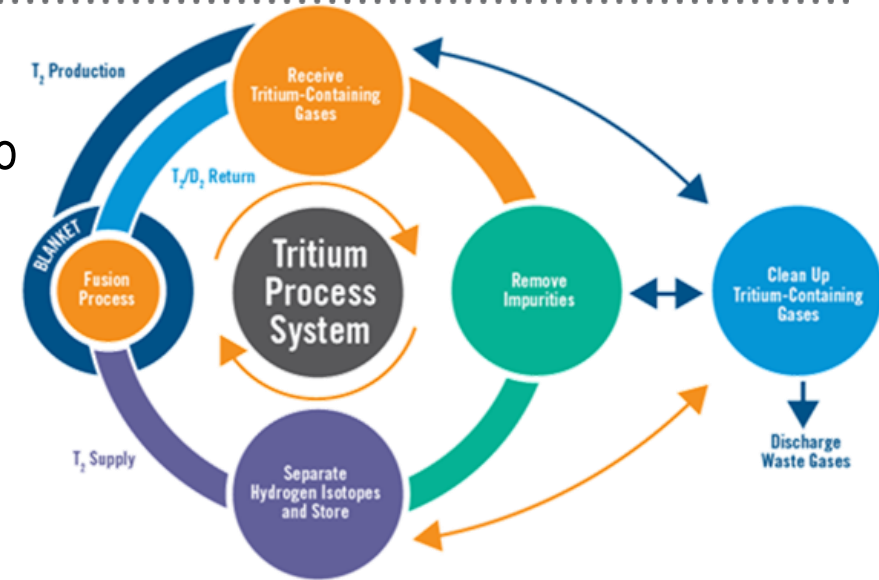 T₂ Production
Receive
Tritium-Containing
Gases
T₂/D₂ Return
BLANKET
Fusion
Process
Tritium
Process
System
Remove
Impurities
Clean Up
Tritium-Containing
Gases
T₂ Supply
Separate
Hydrogen Isotopes
and Store
Discharge
Waste Gases